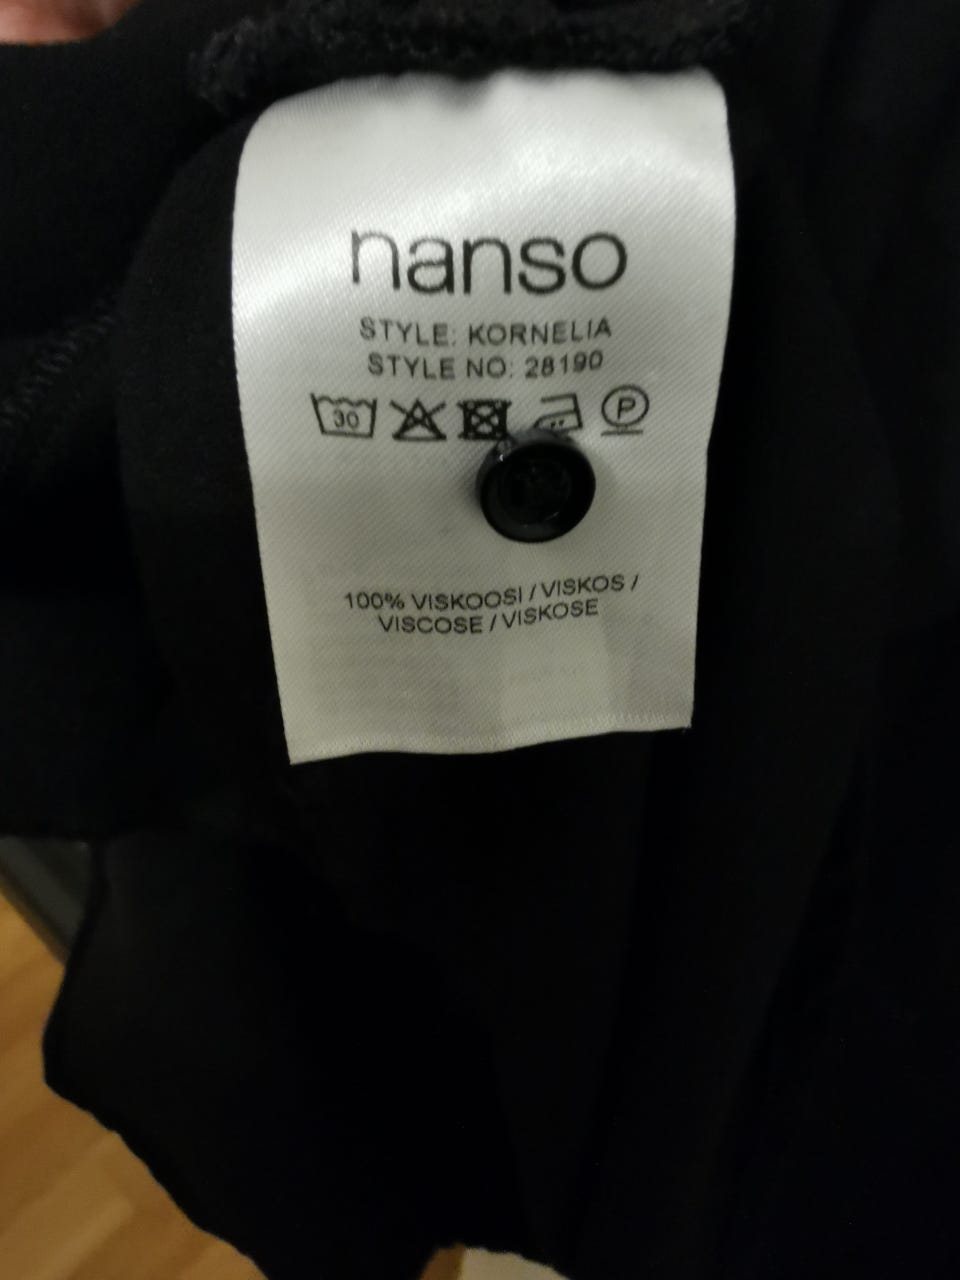 nanso
STYLE: KORNELIA
STYLE NO: 28190
30 P
100% VISKOOSI / VISKOS /
VISCOSE / VISKOSE